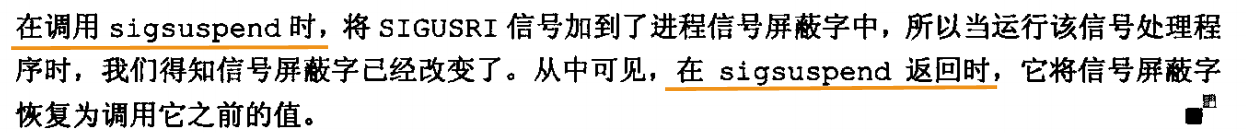 在调用 sigsuspend 时，将 SIGUSRI 信号加到了进程信号屏蔽字中，所以当运行该信号处理程
序时，我们得知信号屏蔽字已经改变了。从中可见，在 sigsuspend 返回时，它将信号屏蔽字
恢复为调用它之前的值。